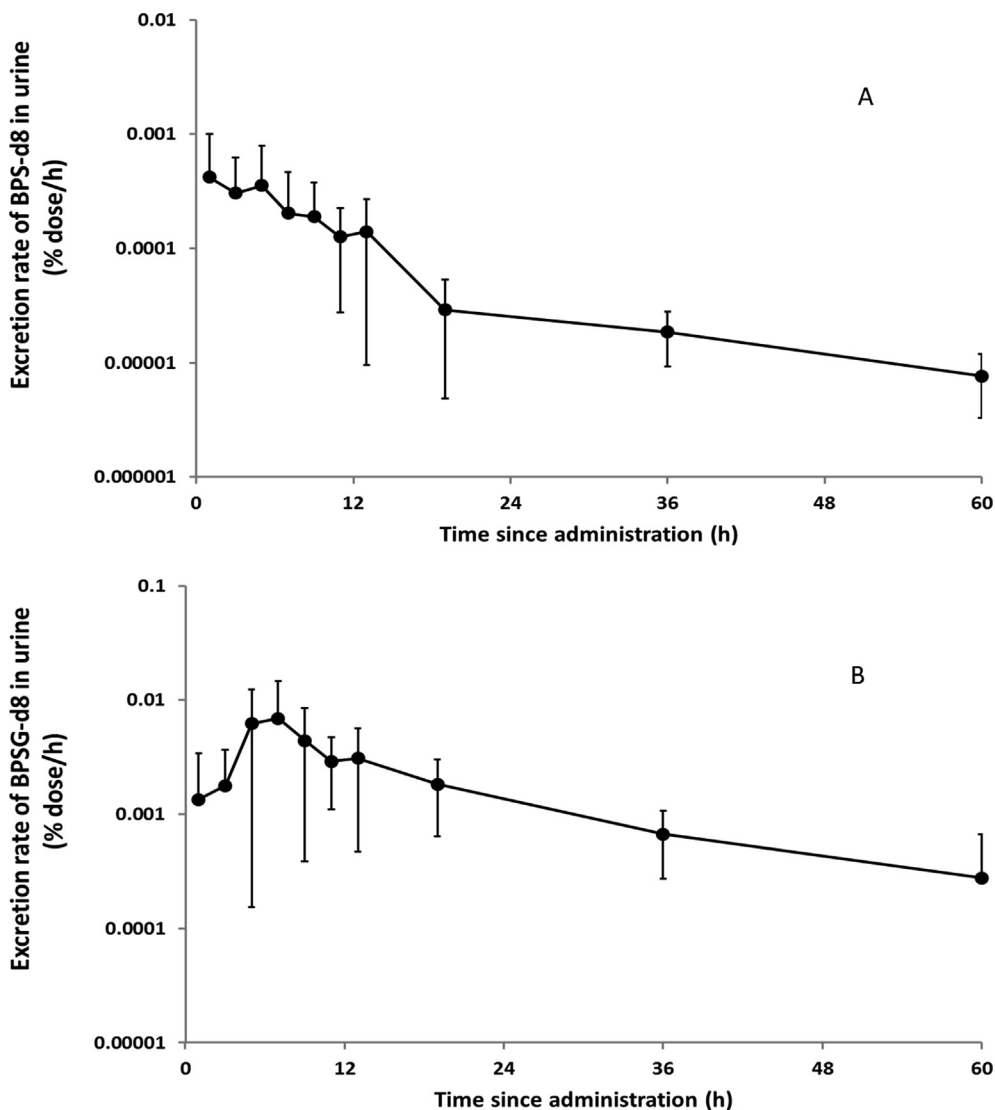 0.01
A
0.001
0.0001
0.00001
0.000001
Excretion rate of BPS-d8 in urine
(% dose/h)
0 12 24 36 48 60
Time since administration (h)
0.1
B
0.01
0.001
0.0001
0.00001
Excretion rate of BPSG-d8 in urine
(% dose/h)
0 12 24 36 48 60
Time since administration (h)